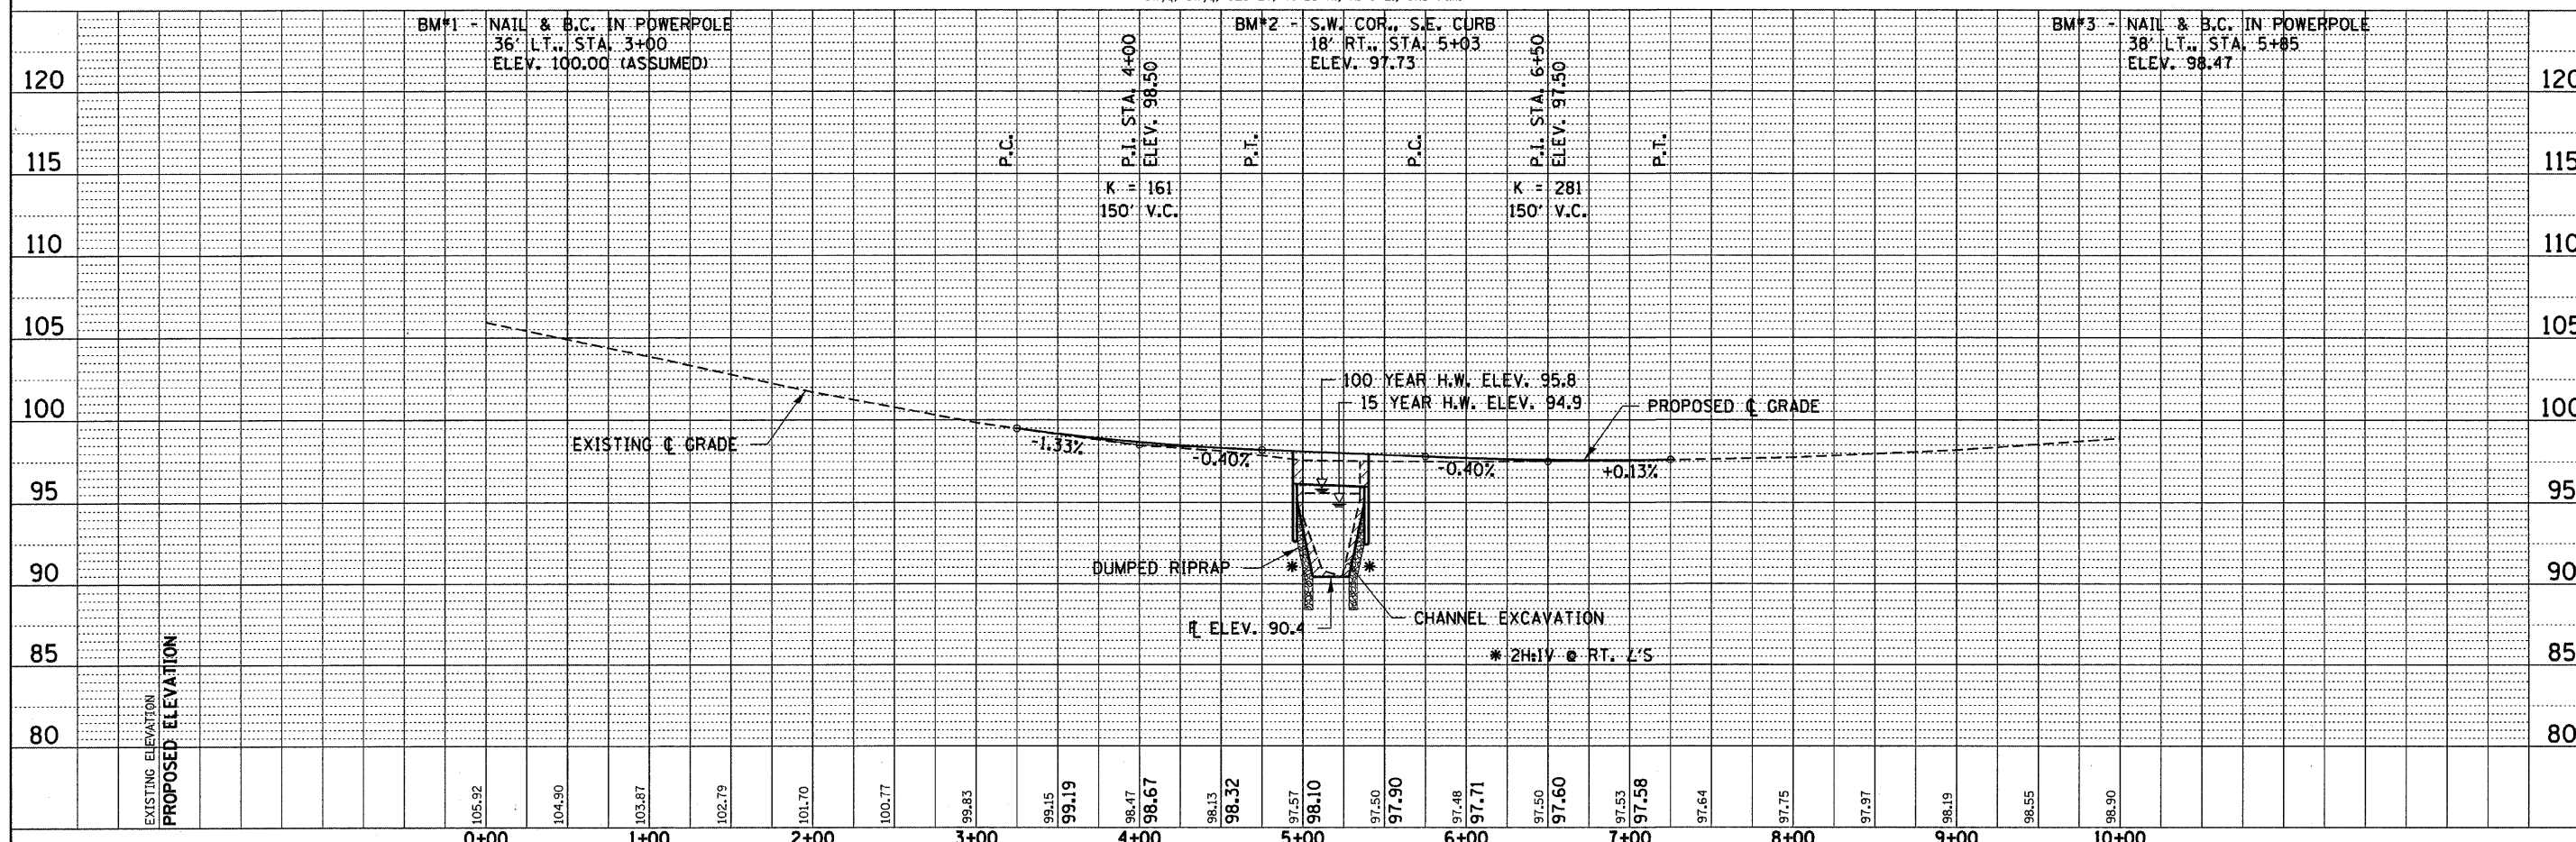 BM#1 - NAIL & B.C. IN POWERPOLE
36' LT., STA. 3+00
ELEV. 100.00 (ASSUMED)
BM#2 - S.W. COR., S.E. CURB
18' RT., STA. 5+03
ELEV. 97.73
BM#3 - NAIL & B.C. IN POWERPOLE
38' LT., STA. 5+85
ELEV. 98.47
P.C.
P.I. STA. 4+00
ELEV. 98.50
P.T.
P.C.
P.I. STA. 6+50
ELEV. 97.50
P.T.
K = 161
150' V.C.
K = 281
150' V.C.
120
120
115
115
110
110
105
105
100
100
95
95
90
90
85
85
80
80
100 YEAR H.W. ELEV. 95.8
15 YEAR H.W. ELEV. 94.9
PROPOSED ℄ GRADE
EXISTING ℄ GRADE
-1.33%
-0.40%
-0.40%
+0.13%
DUMPED RIPRAP
*
*
CHANNEL EXCAVATION
ELEV. 90.4
* 2H:1V @ RT. ∠'S
EXISTING ELEVATION
PROPOSED ELEVATION
105.92
104.90
103.87
102.79
101.70
100.77
99.83
99.15
99.19
98.47
98.67
98.13
98.32
97.57
98.10
97.50
97.90
97.48
97.71
97.50
97.60
97.53
97.58
97.64
97.75
97.97
98.19
98.55
98.90
0+00
1+00
2+00
3+00
4+00
5+00
6+00
7+00
8+00
9+00
10+00